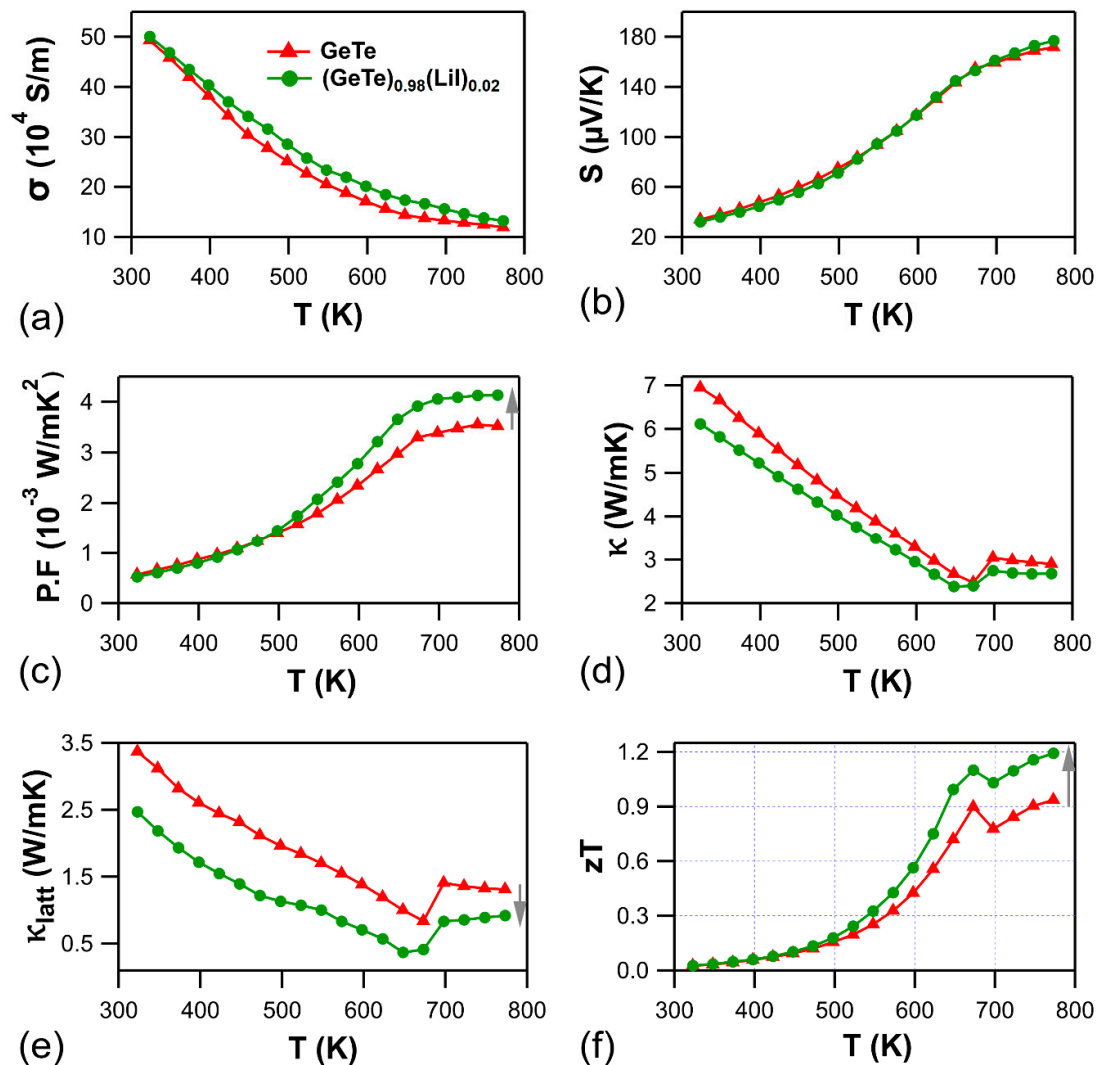 50
40
30
20
10
σ (10⁴ S/m)
GeTe
(GeTe)₀.₉₈(LiI)₀.₀₂
300 400 500 600 700 800
T (K)
(a)
180
140
100
60
20
S (µV/K)
300 400 500 600 700 800
T (K)
(b)
4
3
2
1
0
P.F (10⁻³ W/mK²)
300 400 500 600 700 800
T (K)
(c)
7
6
5
4
3
2
κ (W/mK)
300 400 500 600 700 800
T (K)
(d)
3.5
2.5
1.5
0.5
κlatt (W/mK)
300 400 500 600 700 800
T (K)
(e)
1.2
0.9
0.6
0.3
0.0
zT
300 400 500 600 700 800
T (K)
(f)